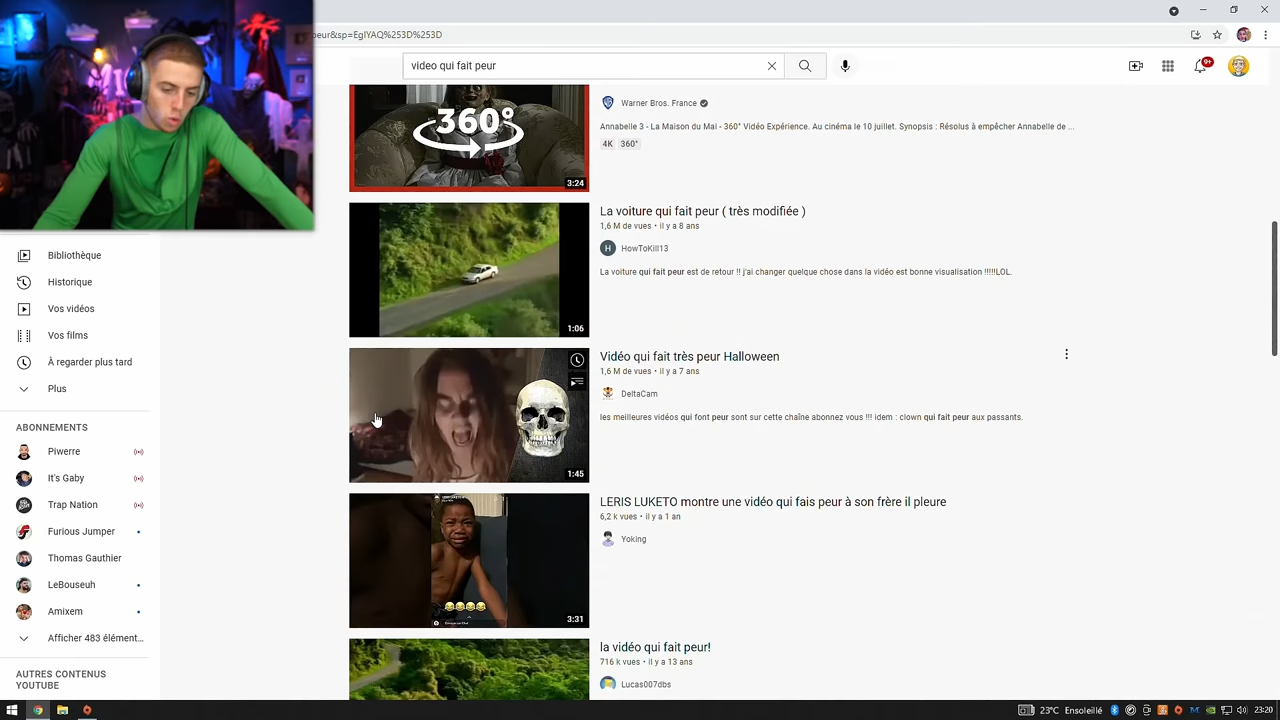 oeur&sp=EgIYAQ%253D%253D
video qui fait peur
9+
Warner Bros. France
Annabelle 3 - La Maison du Mal - 360° Vidéo Expérience. Au cinéma le 10 juillet. Synopsis : Résolus à empêcher Annabelle de ...
4K 360°
360°
3:24
La voiture qui fait peur ( très modifiée )
1,6 M de vues • il y a 8 ans
H HowToKill13
La voiture qui fait peur est de retour !! j'ai changer quelque chose dans la vidéo est bonne visualisation !!!!!LOL.
1:06
Vidéo qui fait très peur Halloween
1,6 M de vues • il y a 7 ans
DeltaCam
les meilleures vidéos qui font peur sont sur cette chaîne abonnez vous !!! idem : clown qui fait peur aux passants.
1:45
LERIS LUKETO montre une vidéo qui fais peur à son frère il pleure
6,2 k vues • il y a 1 an
Yoking
3:31
la vidéo qui fait peur!
716 k vues • il y a 13 ans
Lucas007dbs
Bibliothèque
Historique
Vos vidéos
Vos films
À regarder plus tard
Plus
ABONNEMENTS
Piwerre
It's Gaby
Trap Nation
Furious Jumper
Thomas Gauthier
LeBouseuh
Amixem
Afficher 483 élément...
AUTRES CONTENUS
YOUTUBE
23°C Ensoleillé
23:20